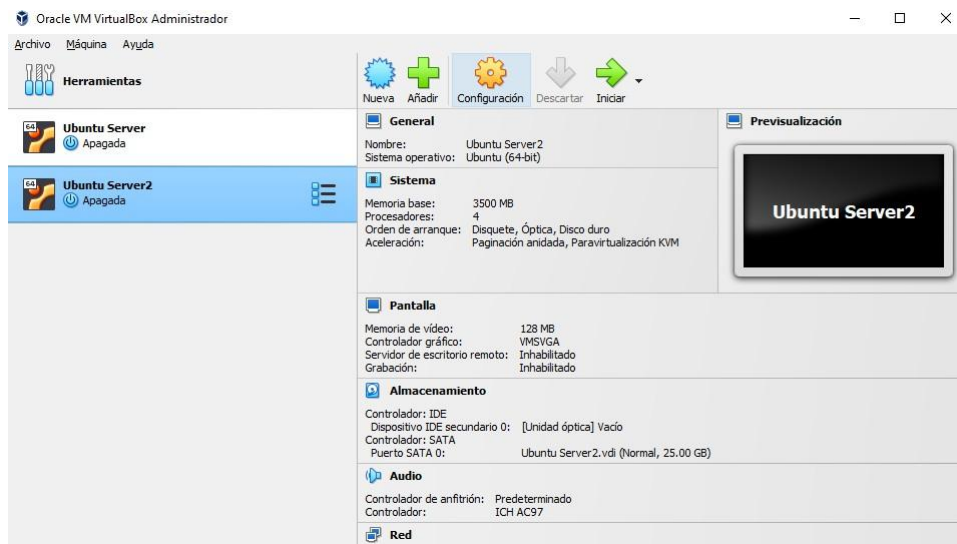 Oracle VM VirtualBox Administrador
Archivo Máquina Ayuda
Herramientas
Nueva Añadir Configuración Descartar Iniciar
64
Ubuntu Server
Apagada
64
Ubuntu Server2
Apagada
General
Nombre: Ubuntu Server2
Sistema operativo: Ubuntu (64-bit)
Sistema
Memoria base: 3500 MB
Procesadores: 4
Orden de arranque: Disquete, Óptica, Disco duro
Aceleración: Paginación anidada, Paravirtualización KVM
Previsualización
Ubuntu Server2
Pantalla
Memoria de vídeo: 128 MB
Controlador gráfico: VMSVGA
Servidor de escritorio remoto: Inhabilitado
Grabación: Inhabilitado
Almacenamiento
Controlador: IDE
Dispositivo IDE secundario 0: [Unidad óptica] Vacío
Controlador: SATA
Puerto SATA 0: Ubuntu Server2.vdi (Normal, 25.00 GB)
Audio
Controlador de anfitrión: Predeterminado
Controlador: ICH AC97
Red